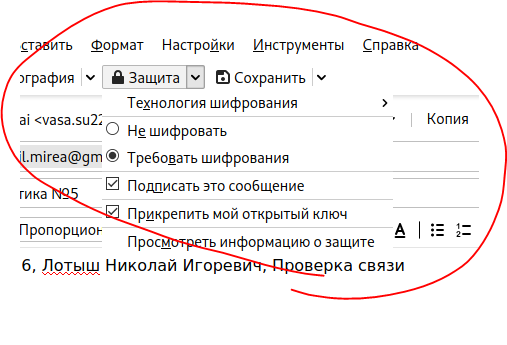 ставить Формат Настройки Инструменты Справка
ография Защита Сохранить
Технология шифрования
ai <vasa.su22 Копия
Не шифровать
il.mirea@gm
Требовать шифрования
Подписать это сообщение
тика №5
Прикрепить мой открытый ключ
Пропорцион
Просмотреть информацию о защите
6, Лотыш Николай Игоревич, Проверка связи